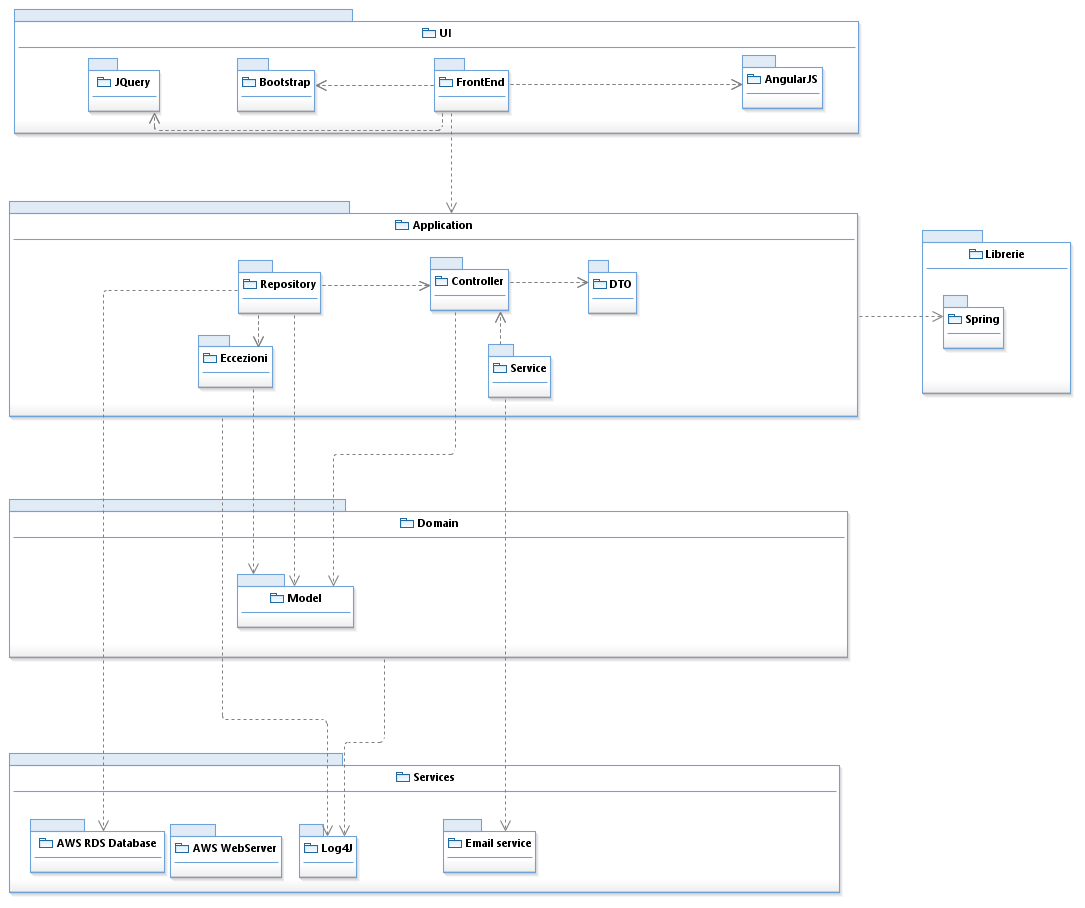 UI
JQuery
Bootstrap
FrontEnd
AngularJS
Application
Repository
Controller
DTO
Eccezioni
Service
Librerie
Spring
Domain
Model
Services
AWS RDS Database
AWS WebServer
Log4J
Email service